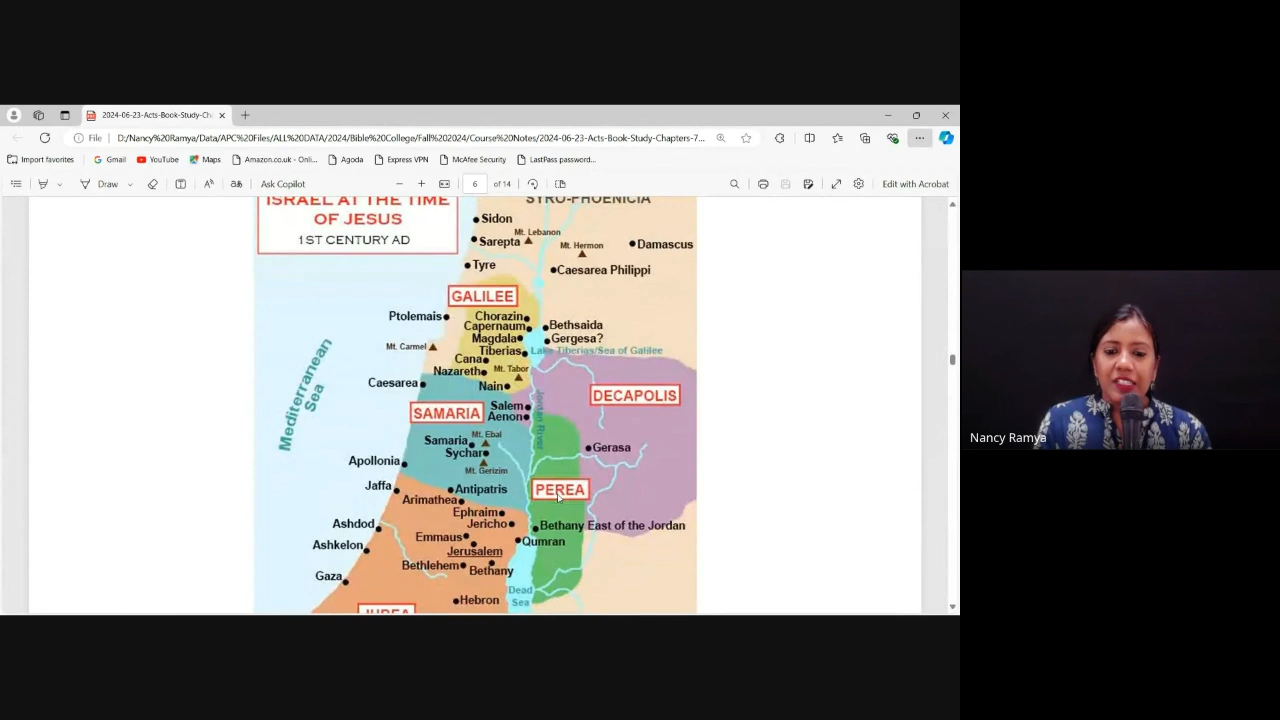 2024-06-23-Acts-Book-Study-Ch
File
D:/Nancy%20Ramya/Data/APC%20Files/ALL%20DATA/2024/Bible%20College/Fall%202024/Course%20Notes/2024-06-23-Acts-Book-Study-Chapters-7...
Import favorites
Gmail
YouTube
Maps
Amazon.co.uk - Onli...
Agoda
Express VPN
McAfee Security
LastPass password...
Draw
Ask Copilot
6
of 14
Edit with Acrobat
ISRAEL AT THE TIME
OF JESUS
1ST CENTURY AD
SYRO-PHOENICIA
Sidon
Mt. Lebanon
Sarepta
Mt. Hermon
Damascus
Tyre
Caesarea Philippi
GALILEE
Ptolemais
Chorazin
Capernaum
Bethsaida
Magdala
Gergesa?
Mt. Carmel
Tiberias
Lake Tiberias/Sea of Galilee
Cana
Nazareth
Mt. Tabor
Caesarea
Nain
Mediterranean
Sea
Jordan River
DECAPOLIS
SAMARIA
Salem
Aenon
Mt. Ebal
Samaria
Sychar
Gerasa
Apollonia
Mt. Gerizim
Jaffa
Antipatris
PEREA
Arimathea
Ephraim
Ashdod
Jericho
Bethany East of the Jordan
Emmaus
Qumran
Ashkelon
Jerusalem
Bethlehem
Bethany
Gaza
Dead
Sea
Hebron
JUDEA
Nancy Ramya